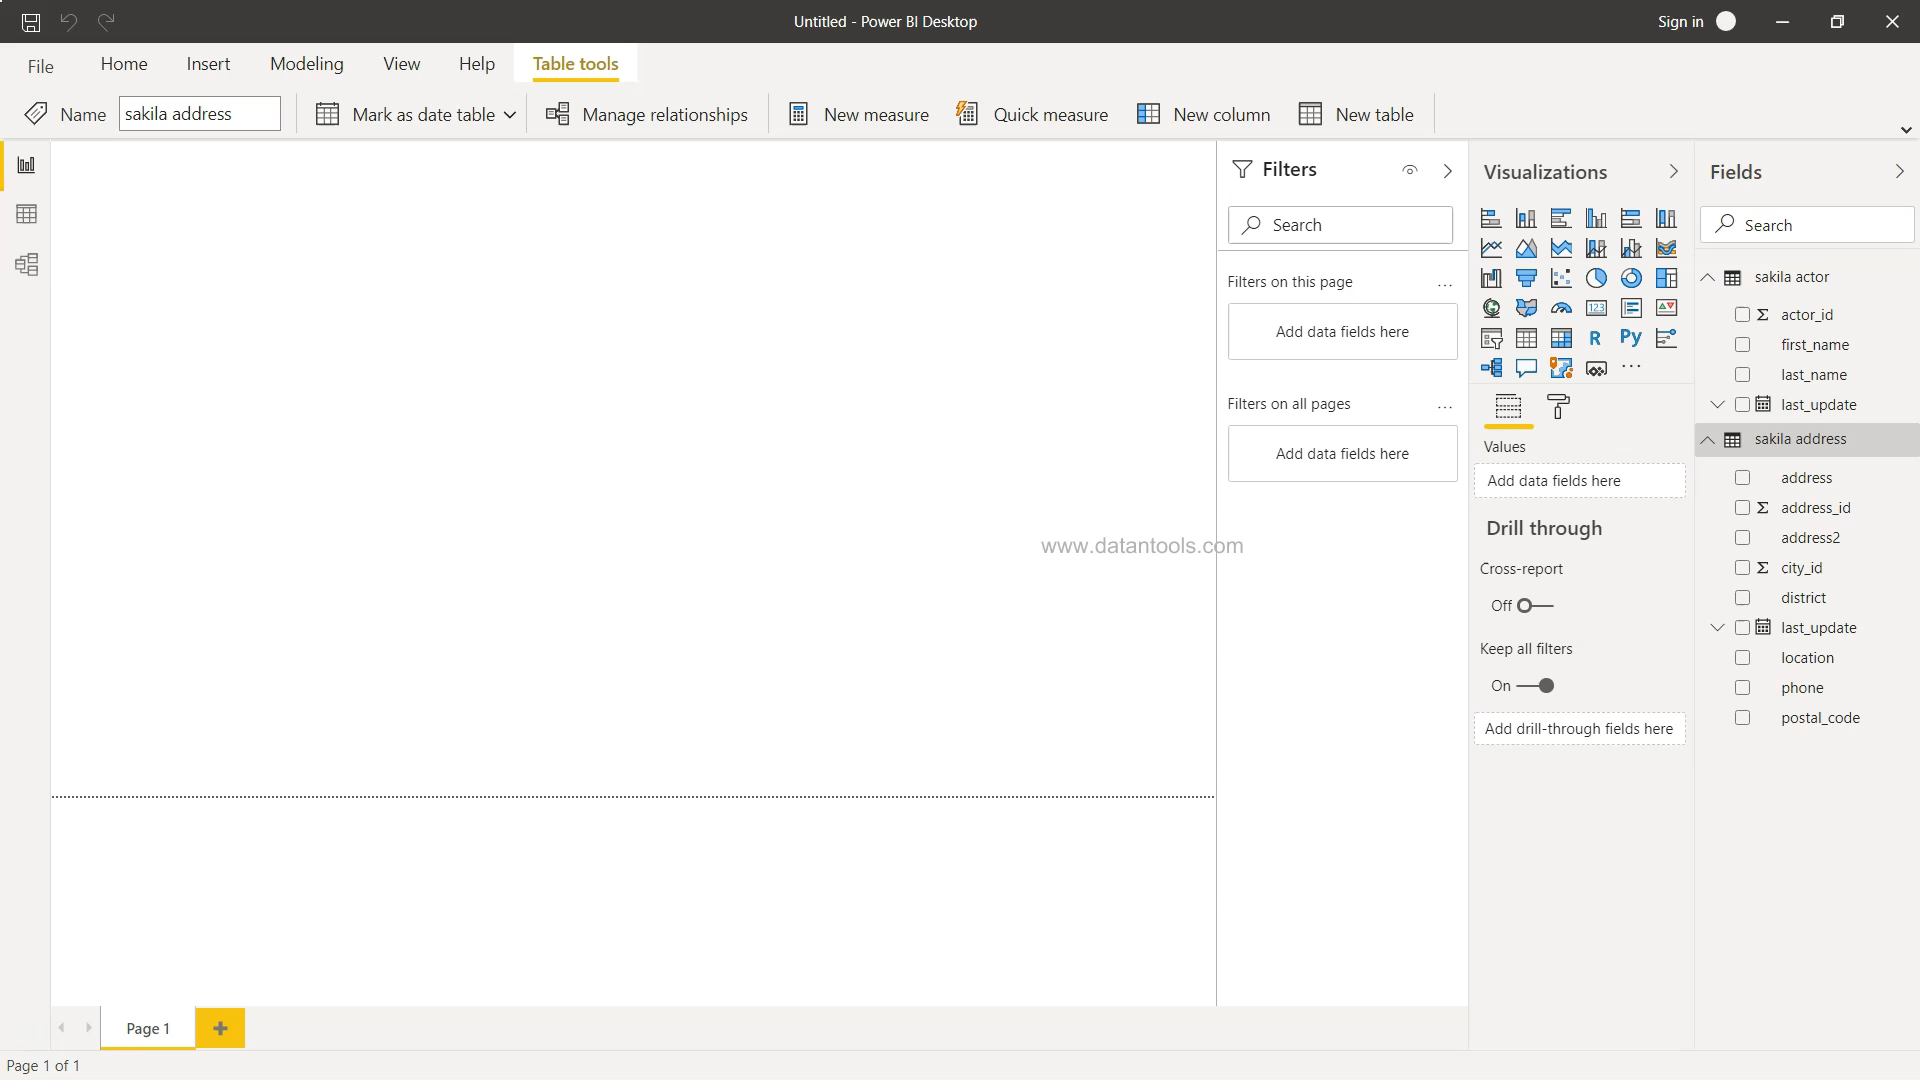 Untitled - Power BI Desktop
Sign in
File Home Insert Modeling View Help Table tools
Name sakila address Mark as date table Manage relationships New measure Quick measure New column New table
Filters
Search
Filters on this page ...
Add data fields here
Filters on all pages ...
Add data fields here
Visualizations
123
R Py
...
Values
Add data fields here
Drill through
Cross-report
Off
Keep all filters
On
Add drill-through fields here
Fields
Search
sakila actor
Σ actor_id
first_name
last_name
last_update
sakila address
address
Σ address_id
address2
Σ city_id
district
last_update
location
phone
postal_code
www.datantools.com
Page 1 +
Page 1 of 1